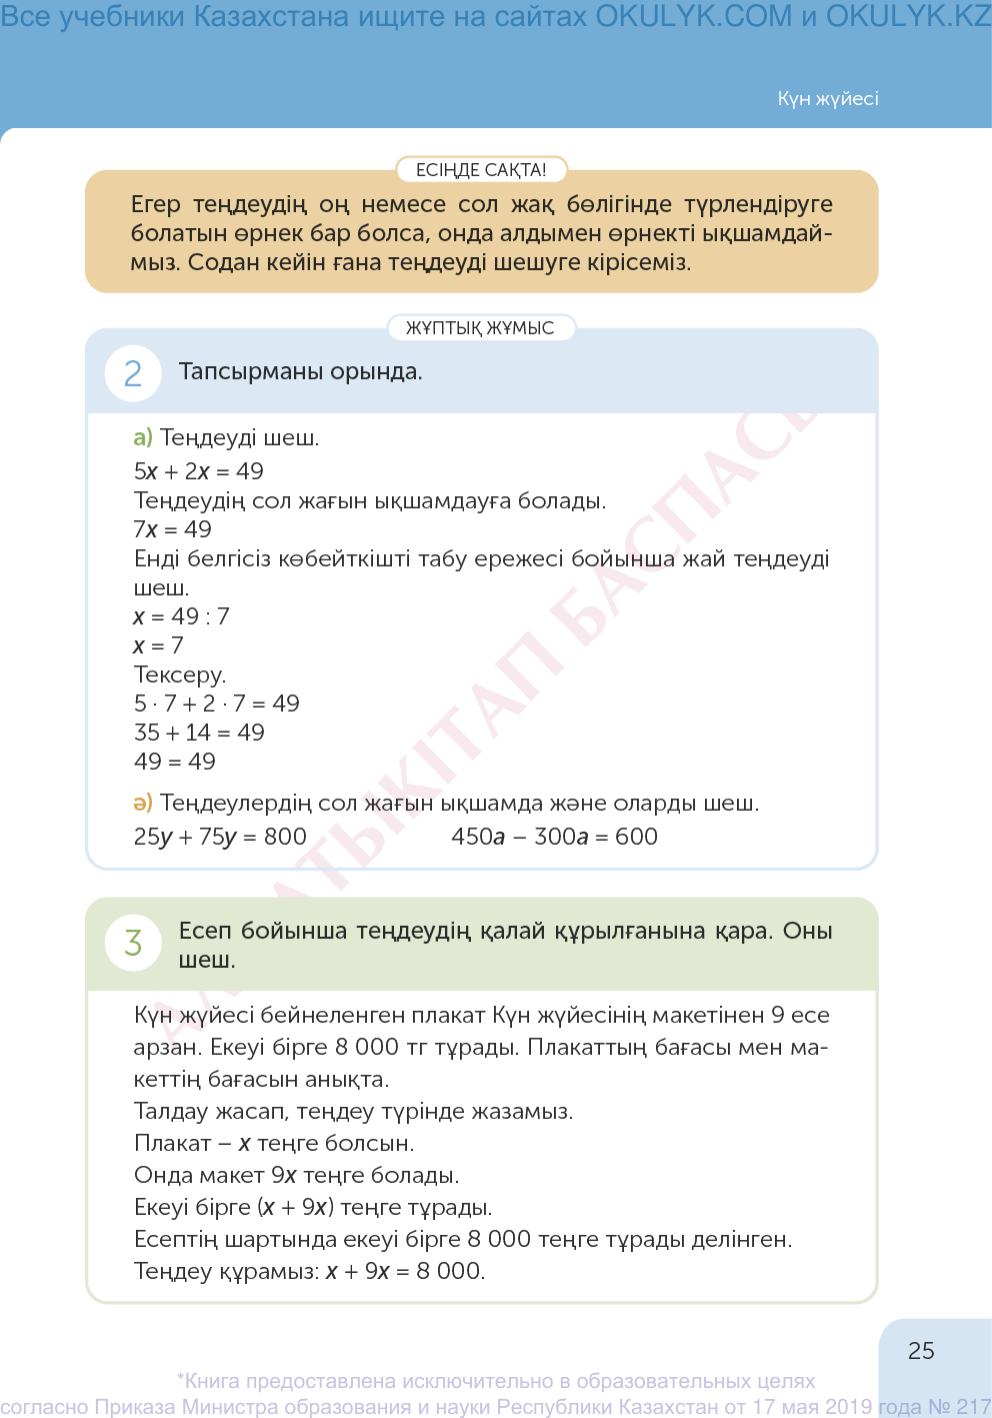 Все учебники Казахстана ищите на сайтах OKULYK.COM и OKULYK.KZ
Күн жүйесі
ЕСІҢДЕ САҚТА!
Егер теңдеудің оң немесе сол жақ бөлігінде түрлендіруге
болатын өрнек бар болса, онда алдымен өрнекті ықшамдай-
мыз. Содан кейін ғана теңдеуді шешуге кірісеміз.
ЖҰПТЫҚ ЖҰМЫС
2 Тапсырманы орында.
а) Теңдеуді шеш.
5x + 2x = 49
Теңдеудің сол жағын ықшамдауға болады.
7x = 49
Енді белгісіз көбейткішті табу ережесі бойынша жай теңдеуді
шеш.
x = 49 : 7
x = 7
Тексеру.
5 · 7 + 2 · 7 = 49
35 + 14 = 49
49 = 49
ә) Теңдеулердің сол жағын ықшамда және оларды шеш.
25y + 75y = 800 450a – 300a = 600
3 Есеп бойынша теңдеудің қалай құрылғанына қара. Оны
шеш.
Күн жүйесі бейнеленген плакат Күн жүйесінің макетінен 9 есе
арзан. Екеуі бірге 8 000 тг тұрады. Плакаттың бағасы мен ма-
кеттің бағасын анықта.
Талдау жасап, теңдеу түрінде жазамыз.
Плакат – x теңге болсын.
Онда макет 9x теңге болады.
Екеуі бірге (x + 9x) теңге тұрады.
Есептің шартында екеуі бірге 8 000 теңге тұрады делінген.
Теңдеу құрамыз: x + 9x = 8 000.
25
*Книга предоставлена исключительно в образовательных целях
согласно Приказа Министра образования и науки Республики Казахстан от 17 мая 2019 года № 217